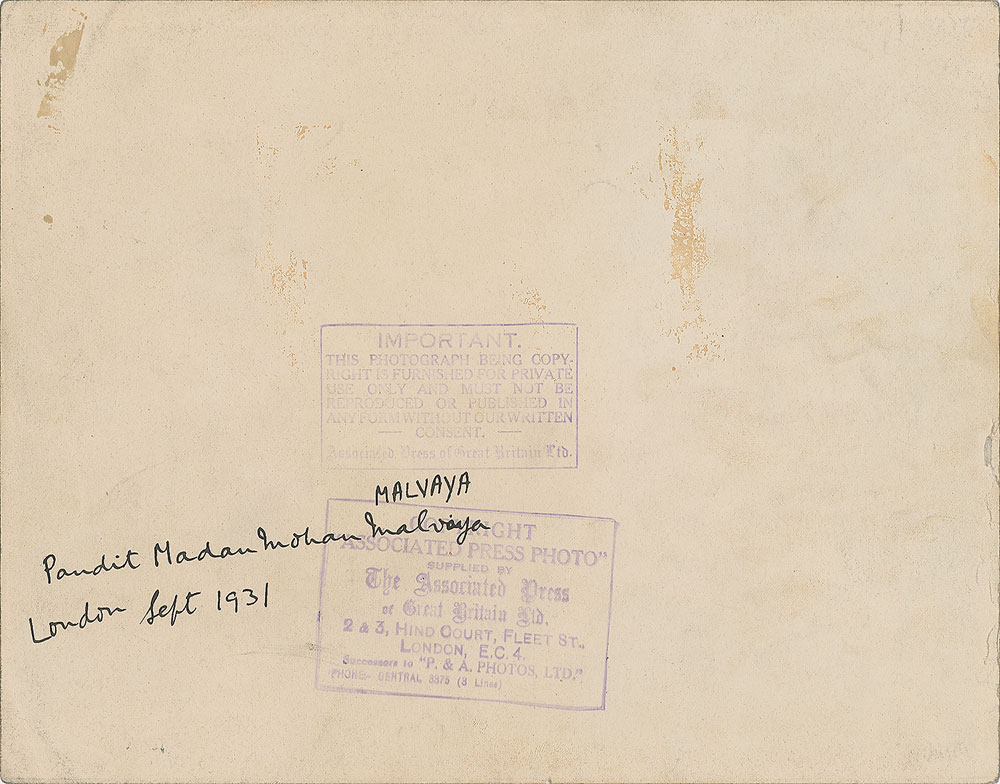 IMPORTANT.
THIS PHOTOGRAPH BEING COPY-
RIGHT IS FURNISHED FOR PRIVATE
USE ONLY AND MUST NOT BE
REPRODUCED OR PUBLISHED IN
ANY FORM WITHOUT OUR WRITTEN
— CONSENT. —
Associated Press of Great Britain Ltd.
MALVAYA
Pandit Madan Mohan Malviya
London Sept 1931
COPYRIGHT
"ASSOCIATED PRESS PHOTO"
SUPPLIED BY
The Associated Press
of Great Britain Ltd.
2 & 3, HIND COURT, FLEET ST.,
LONDON, E.C.4.
Successors to "P. & A. PHOTOS, LTD."
'PHONE:- CENTRAL 8875 (8 Lines)